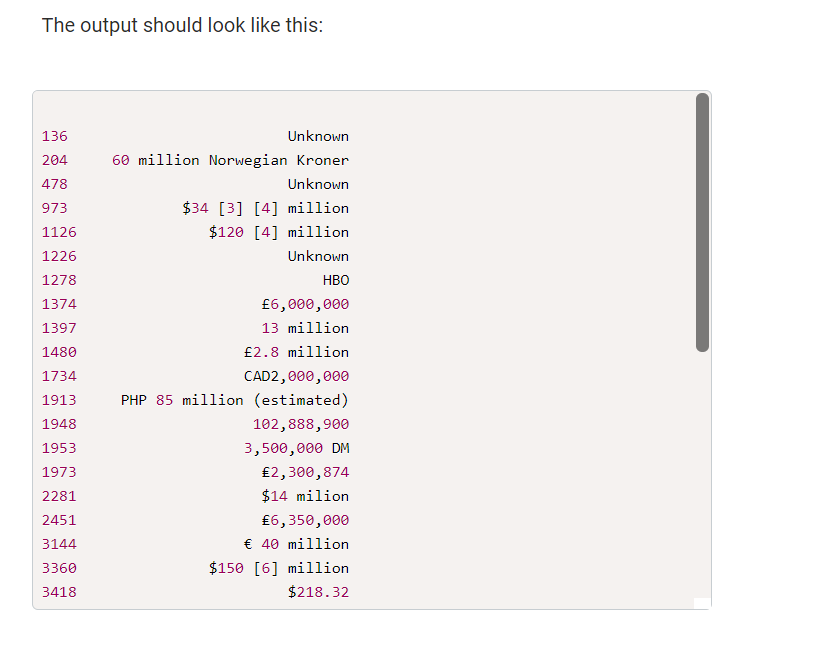 The output should look like this:
136 Unknown
204 60 million Norwegian Kroner
478 Unknown
973 $34 [3] [4] million
1126 $120 [4] million
1226 Unknown
1278 HBO
1374 £6,000,000
1397 13 million
1480 £2.8 million
1734 CAD2,000,000
1913 PHP 85 million (estimated)
1948 102,888,900
1953 3,500,000 DM
1973 ₤2,300,874
2281 $14 milion
2451 ₤6,350,000
3144 € 40 million
3360 $150 [6] million
3418 $218.32